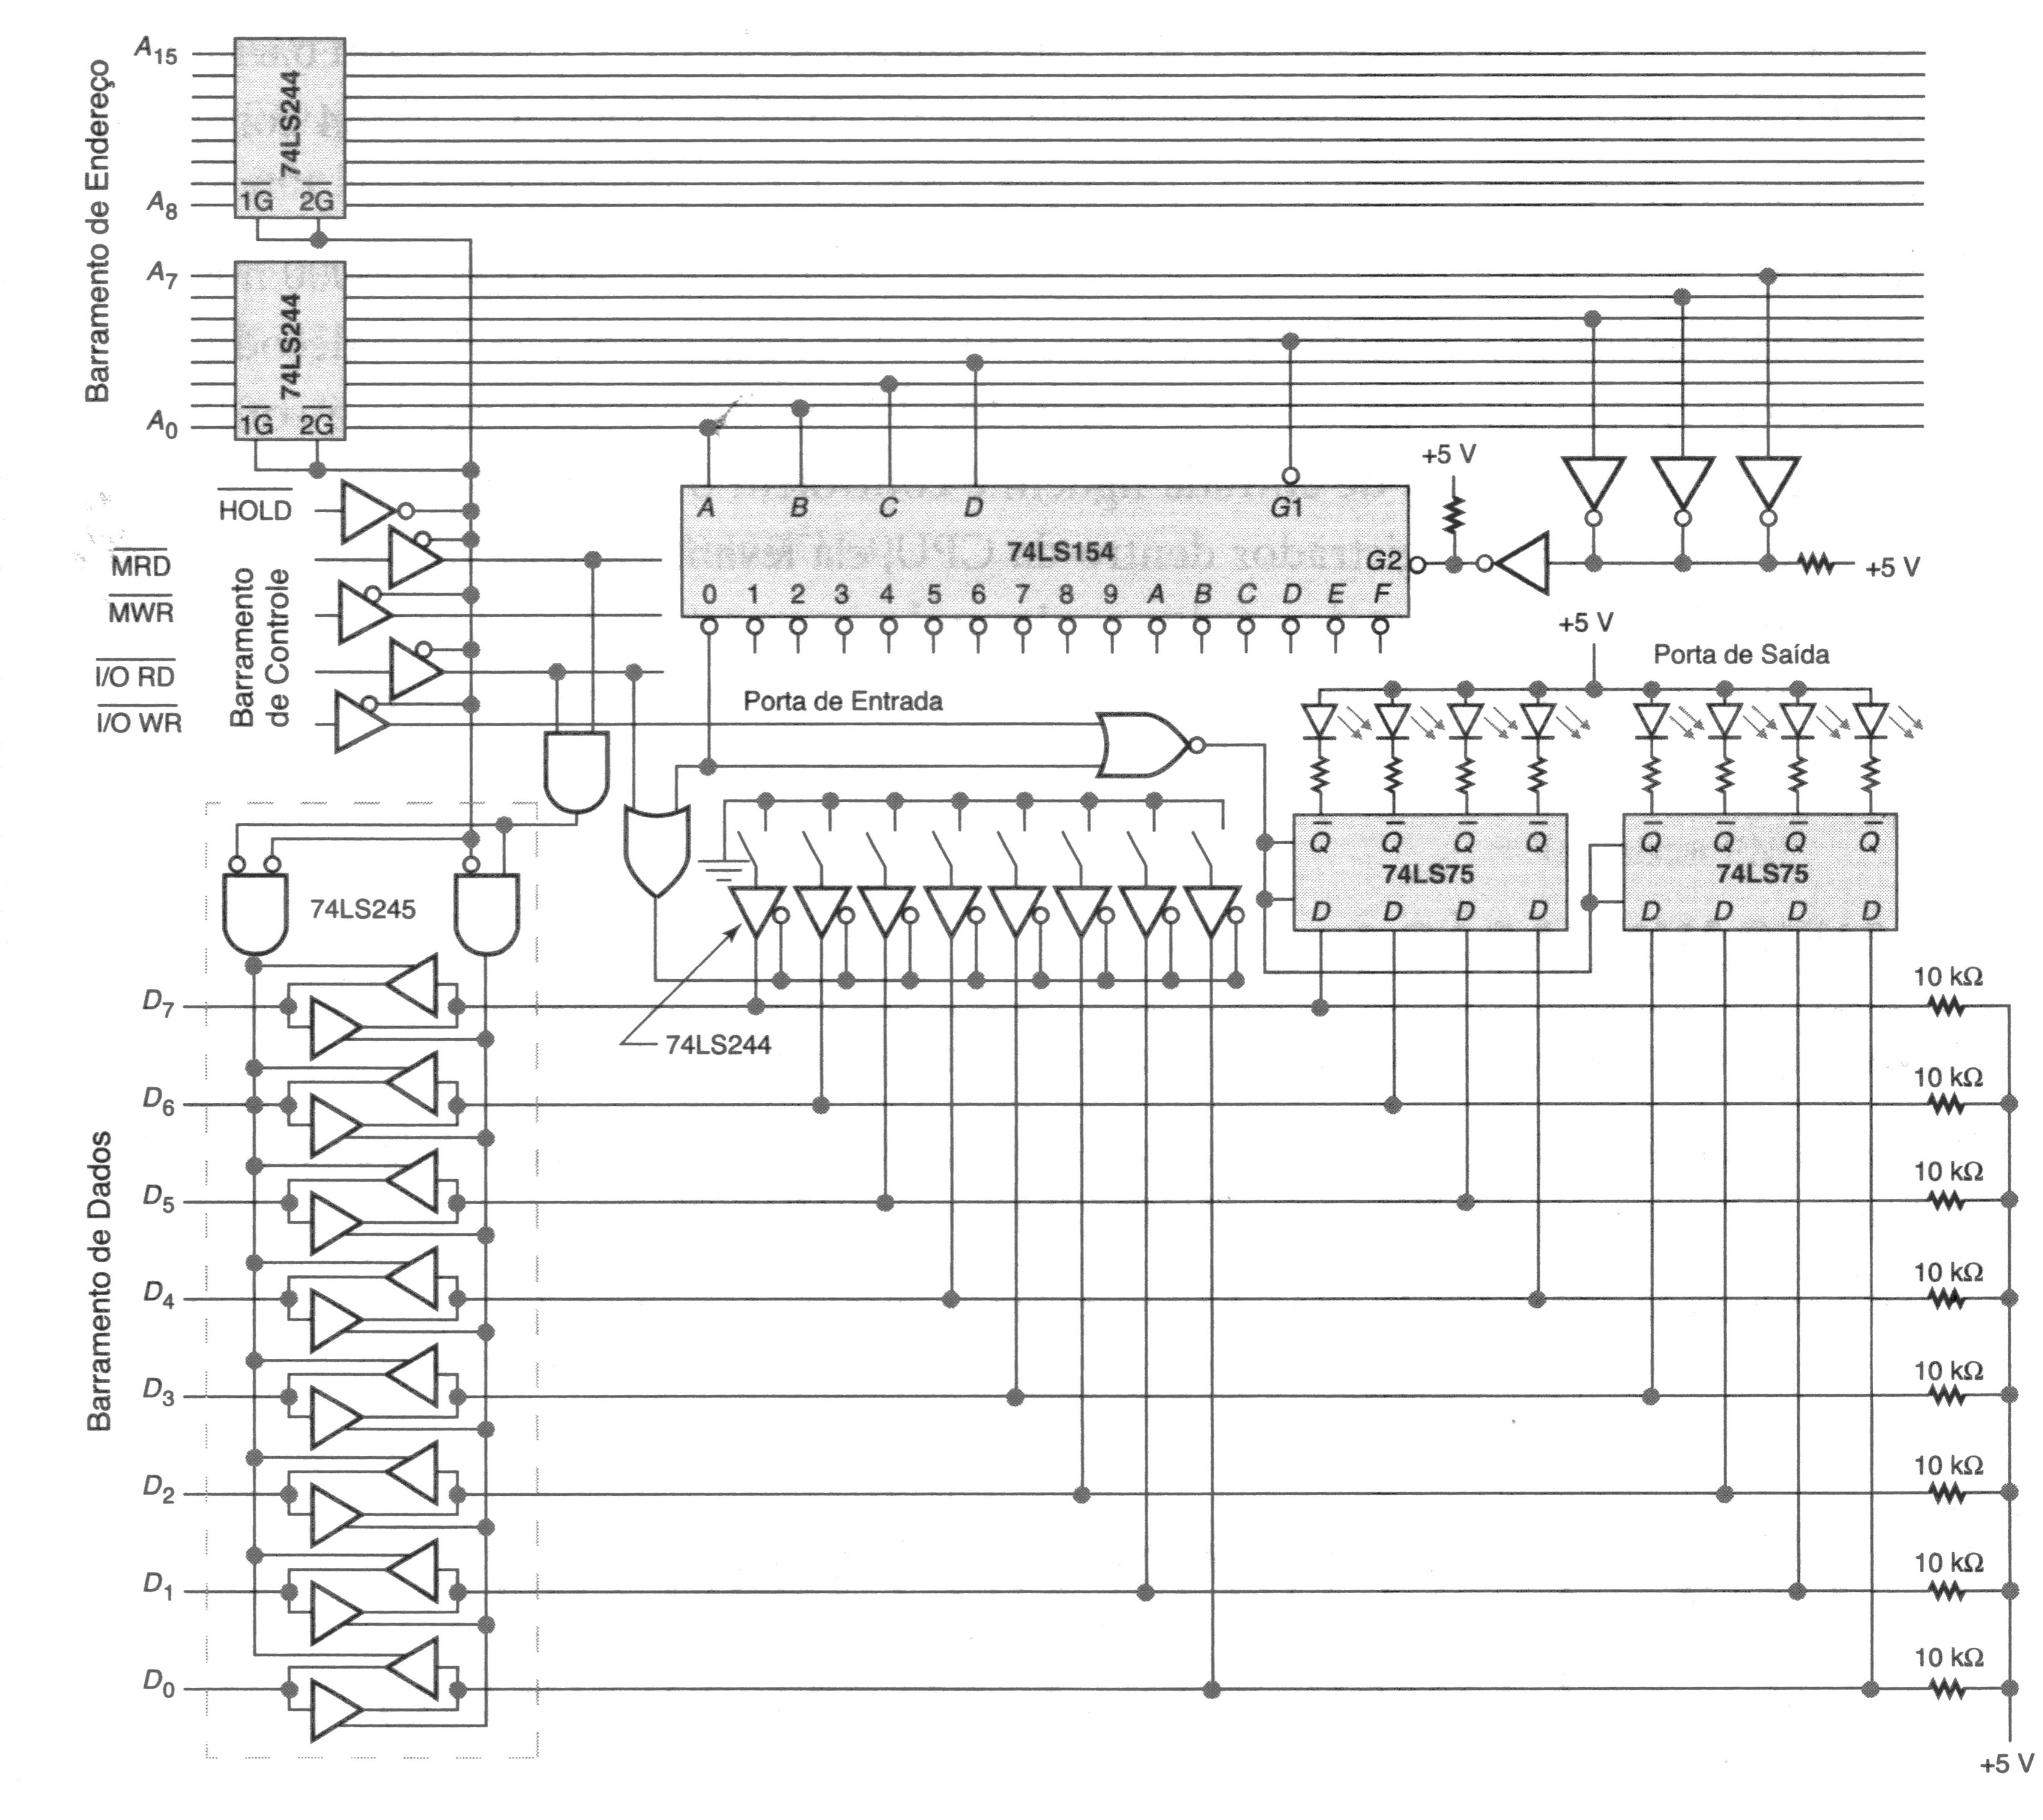 Barramento de Endereço
A15
74LS244
1G 2G
A8
A7
74LS244
1G 2G
A0
HOLD
MRD
MWR
I/O RD
I/O WR
Barramento
de Controle
A B C D G1
74LS154
G2
0 1 2 3 4 5 6 7 8 9 A B C D E F
+5 V
+5 V
+5 V
Porta de Saída
Porta de Entrada
Q Q Q Q
74LS75
D D D D
Q Q Q Q
74LS75
D D D D
74LS245
74LS244
Barramento de Dados
D7
10 kΩ
D6
10 kΩ
D5
10 kΩ
D4
10 kΩ
D3
10 kΩ
D2
10 kΩ
D1
10 kΩ
D0
10 kΩ
+5 V